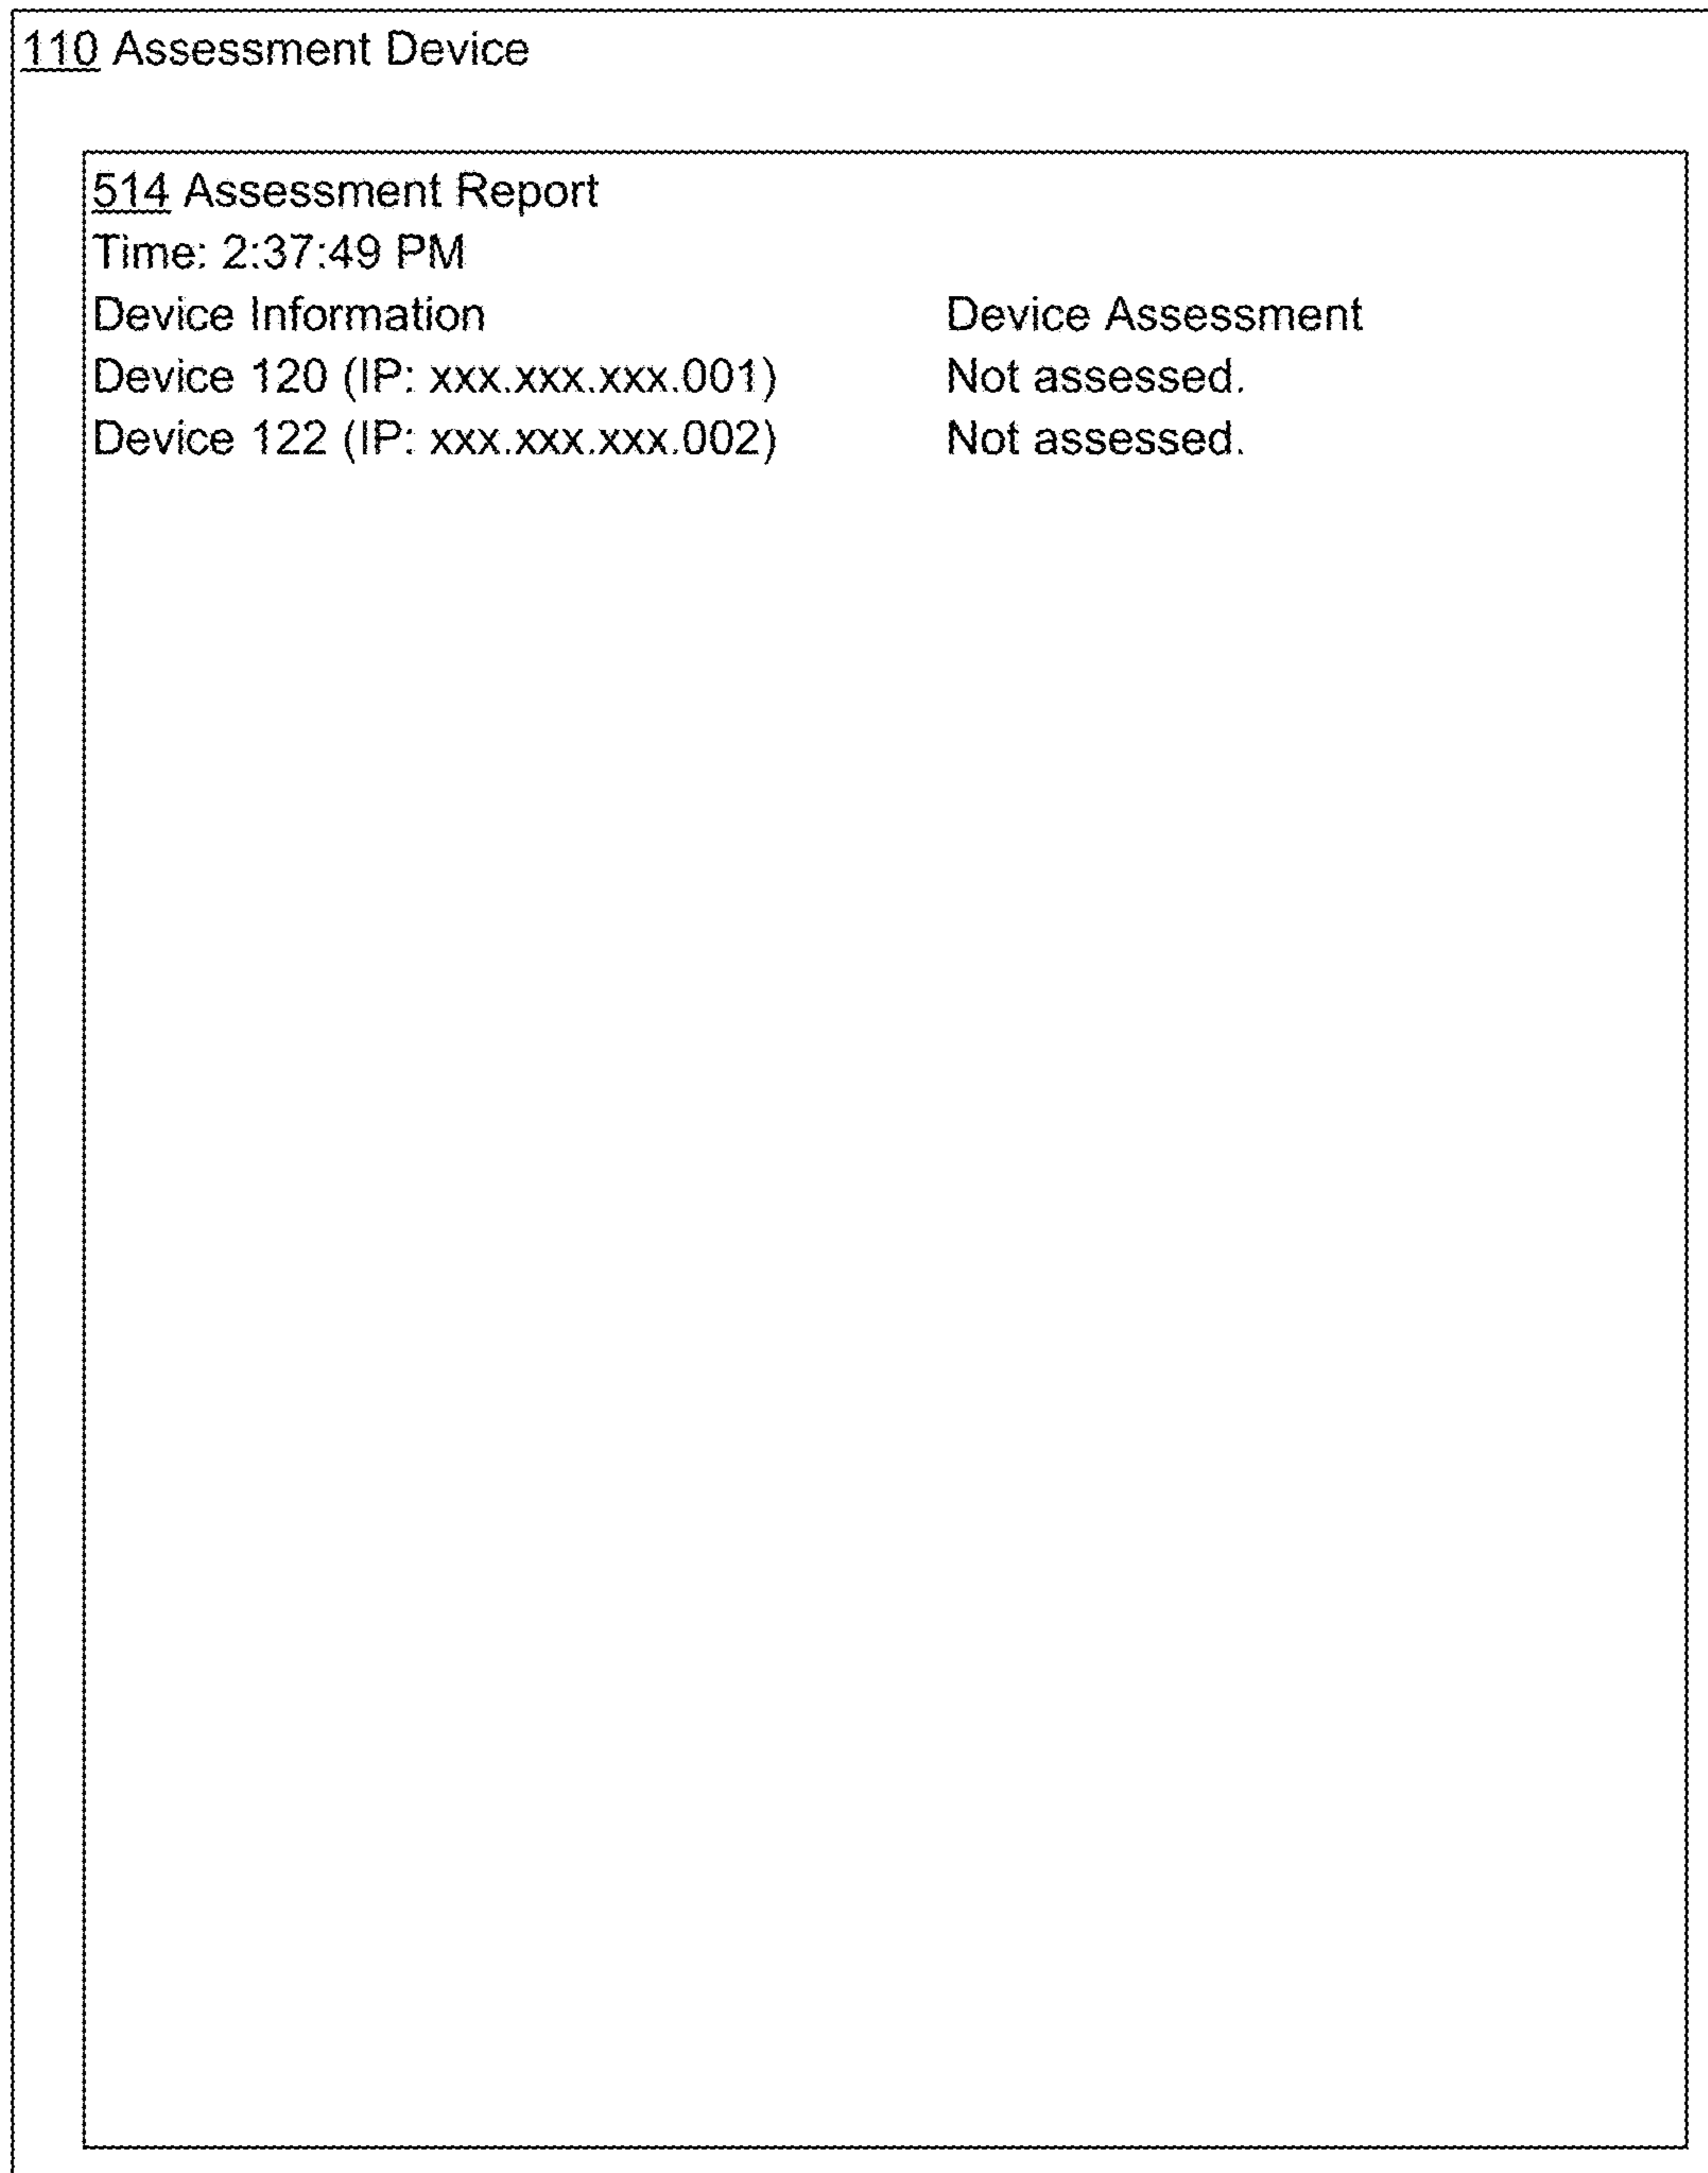 110 Assessment Device
514 Assessment Report
Time: 2:37:49 PM
Device Information Device Assessment
Device 120 (IP: xxx.xxx.xxx.001) Not assessed.
Device 122 (IP: xxx.xxx.xxx.002) Not assessed.